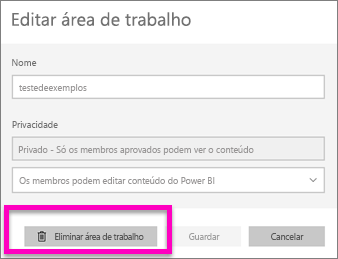 Editar área de trabalho
Nome
testedeexemplos
Privacidade
Privado - Só os membros aprovados podem ver o conteúdo
Os membros podem editar conteúdo do Power BI
Eliminar área de trabalho
Guardar
Cancelar